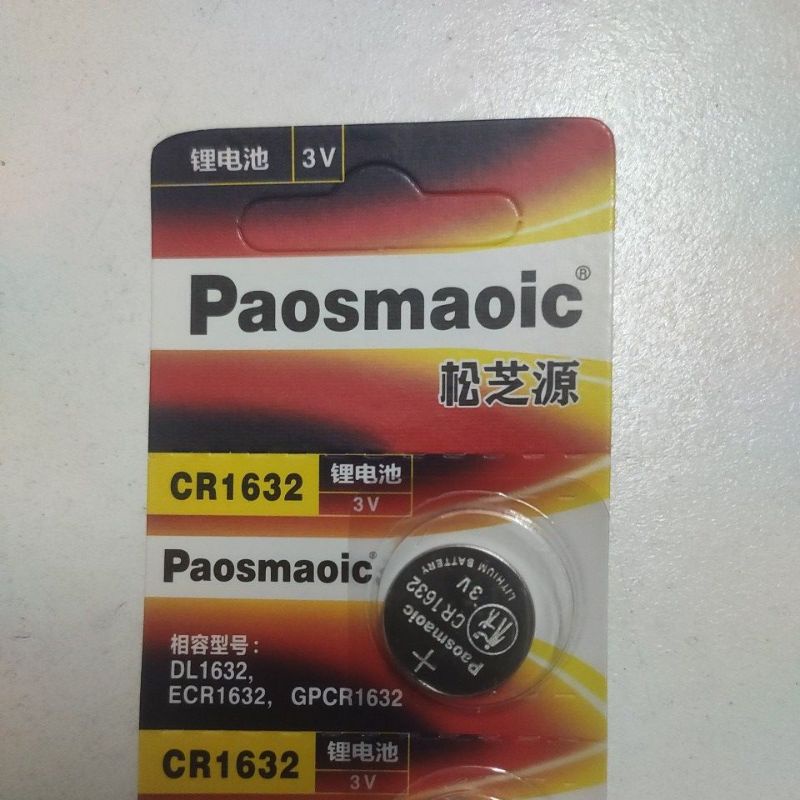 锂电池 3V
Paosmaoic®
松芝源
CR1632 锂电池 3V
Paosmaoic®
相容型号：
DL1632,
ECR1632, GPCR1632
LITHIUM BATTERY
3V
CR1632
Paosmaoic
+
CR1632 锂电池 3V